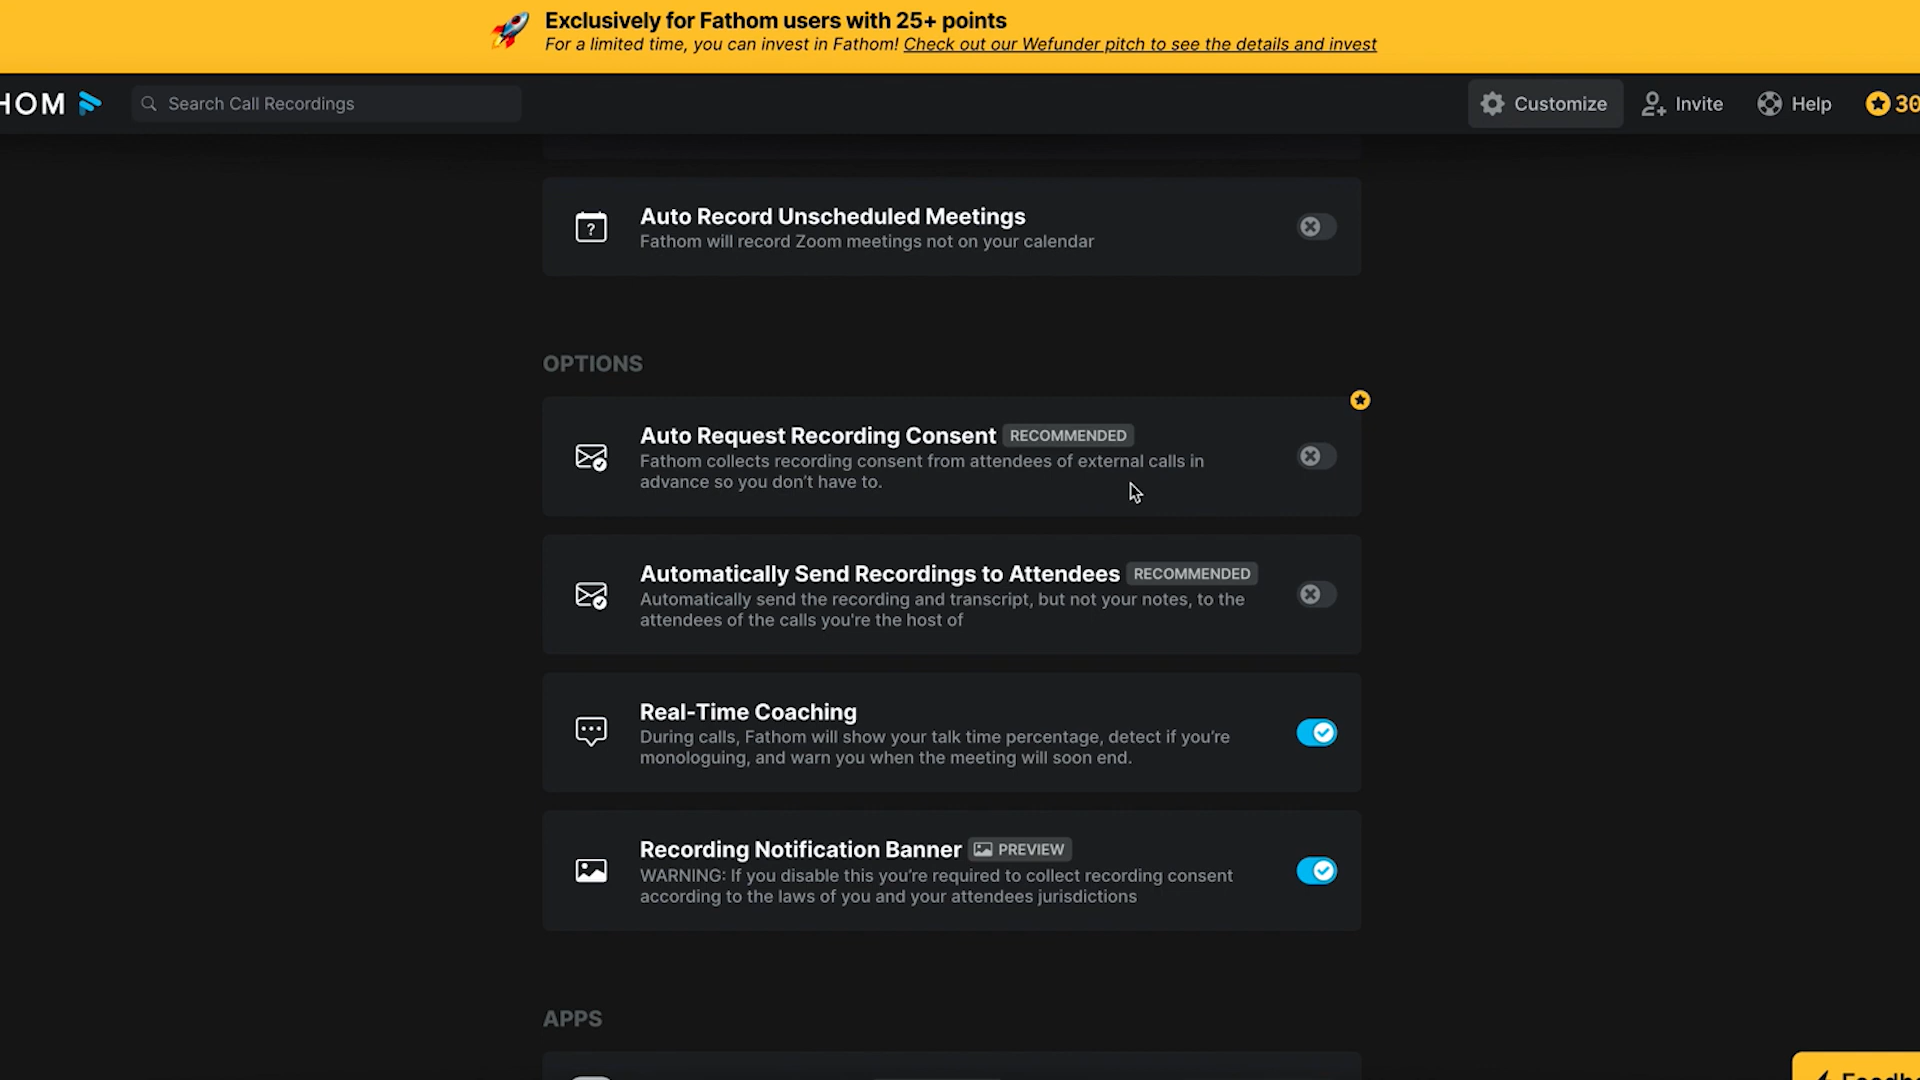 Exclusively for Fathom users with 25+ points
For a limited time, you can invest in Fathom! Check out our Wefunder pitch to see the details and invest
HOM
Search Call Recordings
Customize
Invite
Help
30
Auto Record Unscheduled Meetings
Fathom will record Zoom meetings not on your calendar
OPTIONS
Auto Request Recording Consent RECOMMENDED
Fathom collects recording consent from attendees of external calls in
advance so you don't have to.
Automatically Send Recordings to Attendees RECOMMENDED
Automatically send the recording and transcript, but not your notes, to the
attendees of the calls you're the host of
Real-Time Coaching
During calls, Fathom will show your talk time percentage, detect if you're
monologuing, and warn you when the meeting will soon end.
Recording Notification Banner PREVIEW
WARNING: If you disable this you're required to collect recording consent
according to the laws of you and your attendees jurisdictions
APPS